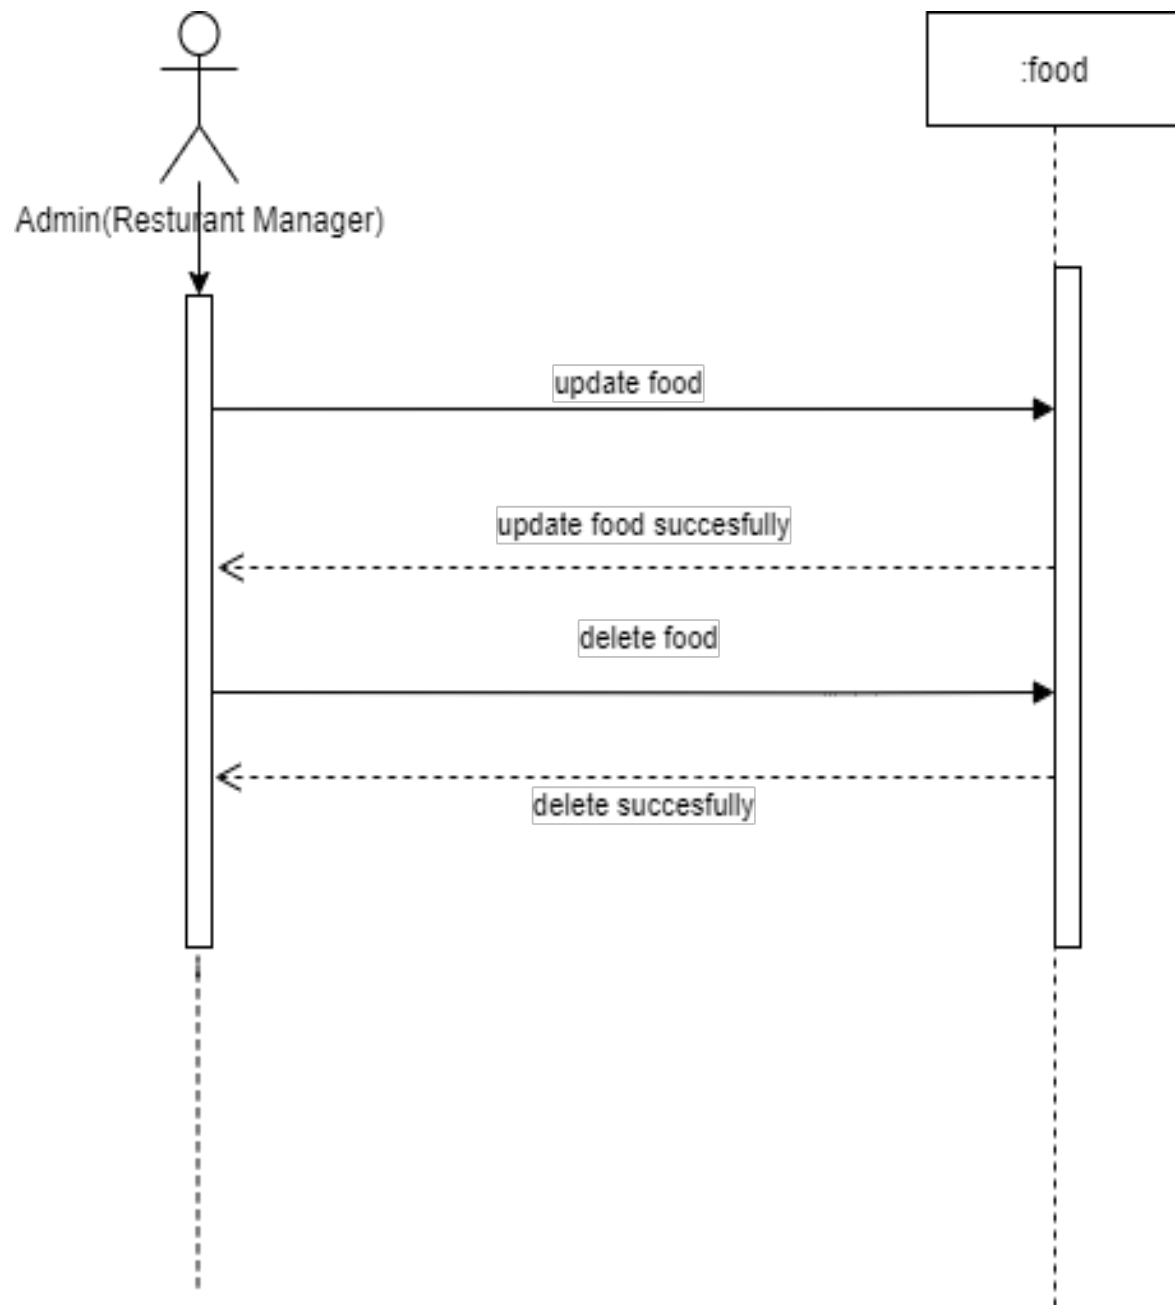 :food
Admin(Resturant Manager)
update food
update food succesfully
delete food
delete succesfully